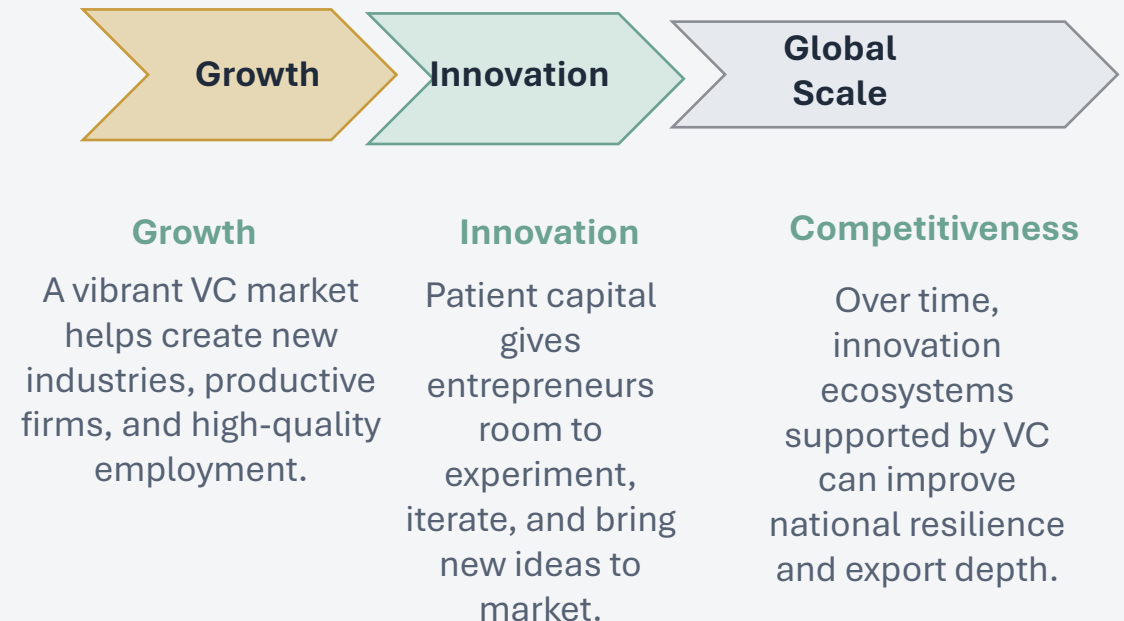 Growth
Innovation
Global
Scale
Growth
A vibrant VC market
helps create new
industries, productive
firms, and high-quality
employment.
Innovation
Patient capital
gives
entrepreneurs
room to
experiment,
iterate, and bring
new ideas to
market.
Competitiveness
Over time,
innovation
ecosystems
supported by VC
can improve
national resilience
and export depth.